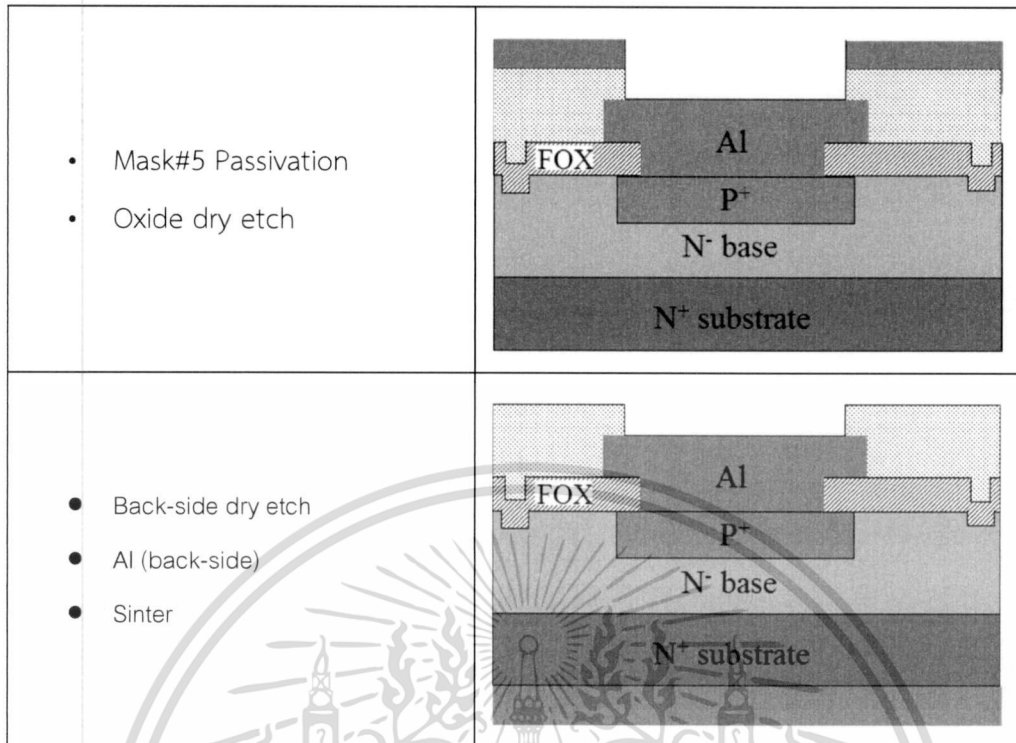 • Mask#5 Passivation
• Oxide dry etch
Al
FOX
P⁺
N⁻ base
N⁺ substrate
● Back-side dry etch
● Al (back-side)
● Sinter
Al
FOX
P⁺
N⁻ base
N⁺ substrate